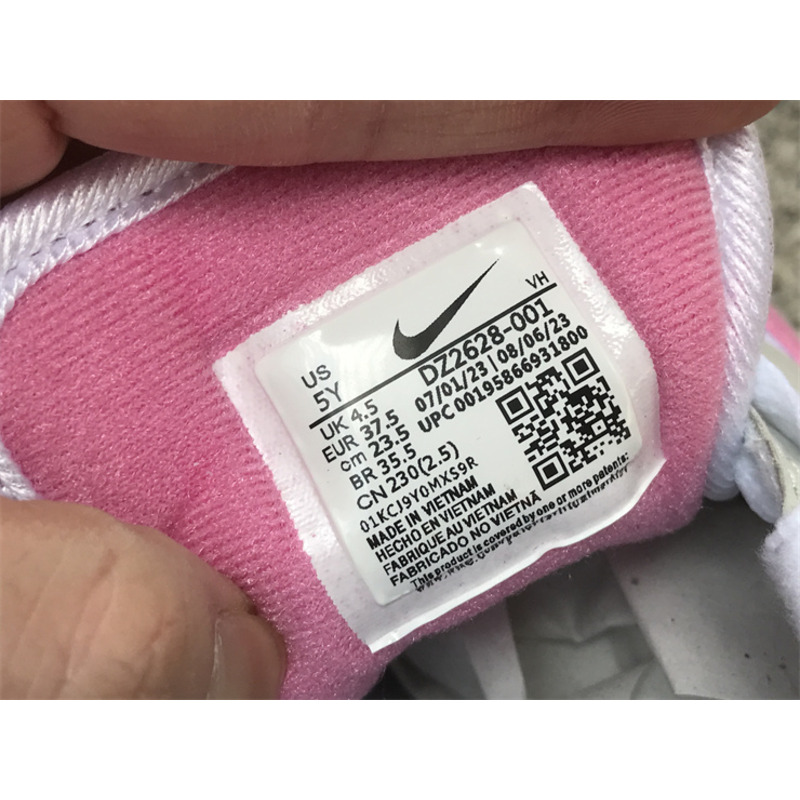 VH
DZ2628-001
07/01/23 | 08/06/23
UPC 00195866931800
US
5Y
UK 4.5
EUR 37.5
cm 23.5
BR 35.5
CN 230(2.5)
01KCJ9Y0MXS9R
MADE IN VIETNAM
HECHO EN VIETNAM
FABRIQUE AU VIETNAM
FABRICADO NO VIETNÃ
This product is covered by one or more patents: